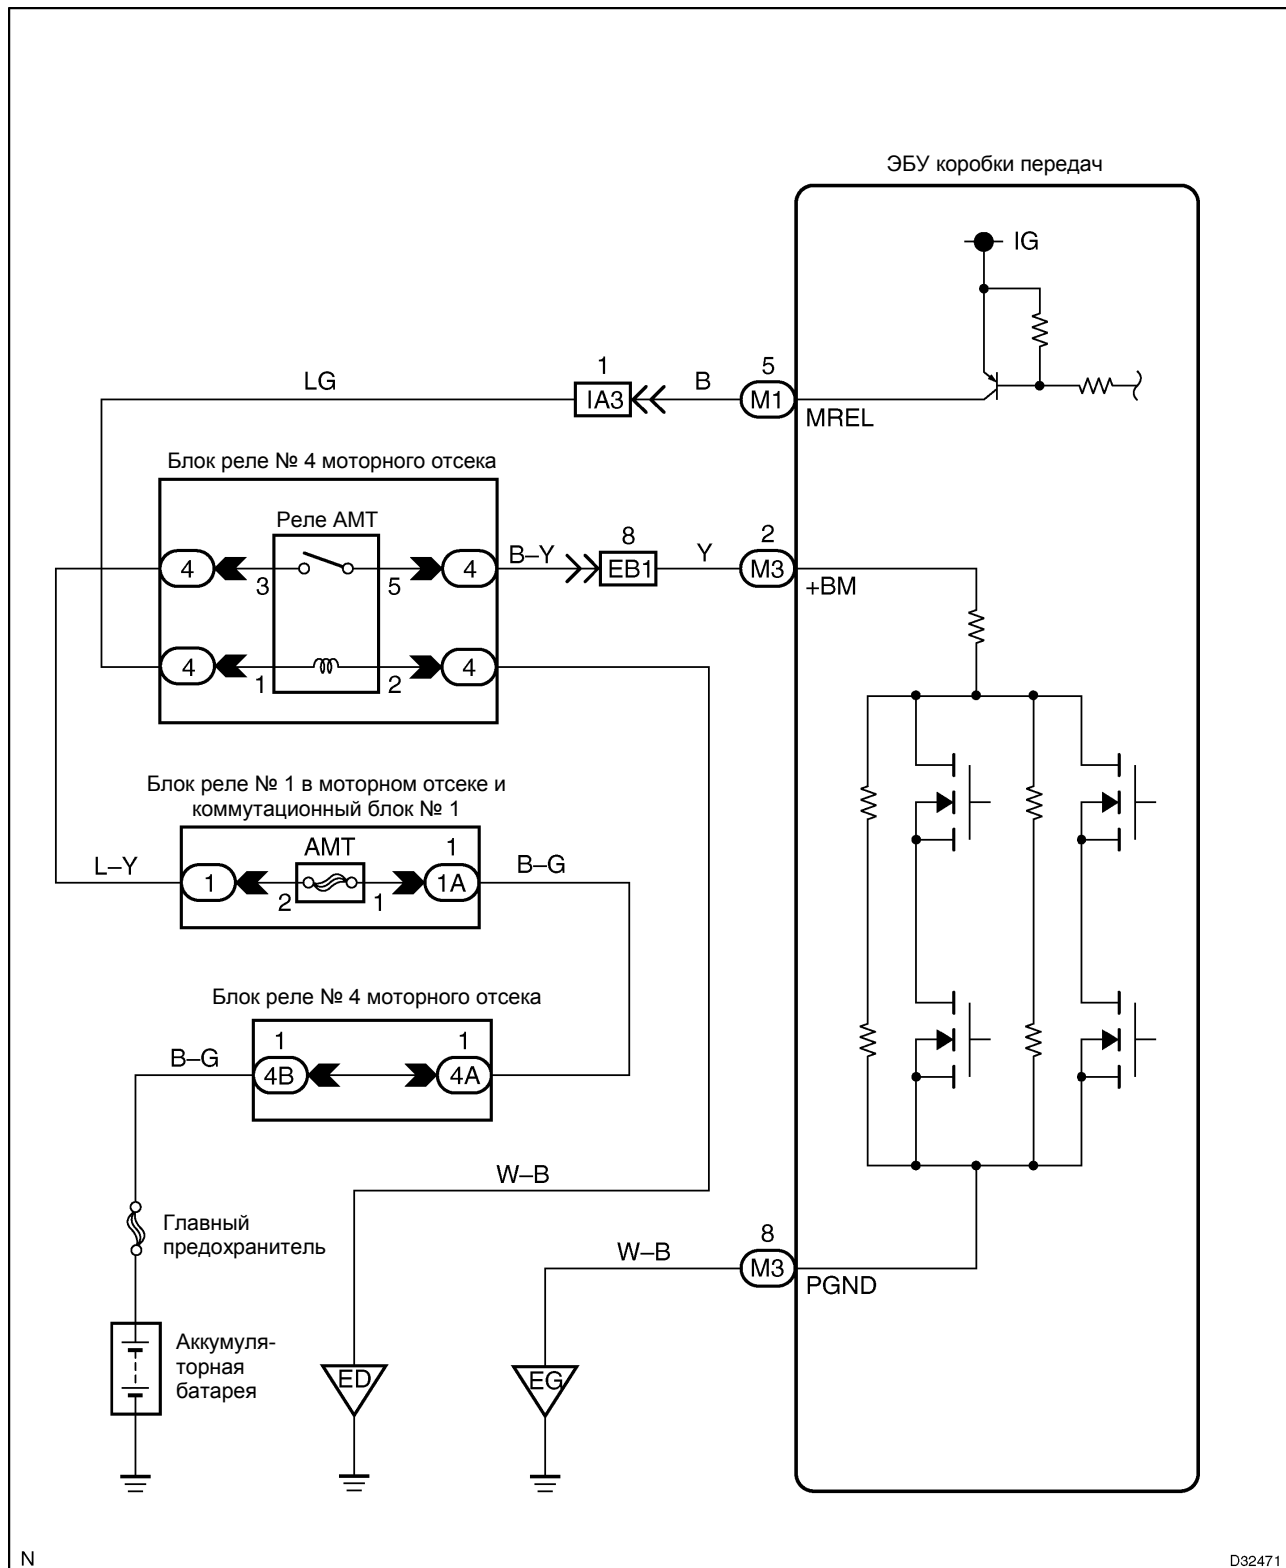 ЭБУ коробки передач
IG
LG
1
IA3
B
5
M1
MREL
Блок реле № 4 моторного отсека
Реле АМТ
4
3
5
4
B–Y
8
EB1
Y
2
M3
+BM
4
1
2
4
Блок реле № 1 в моторном отсеке и
коммутационный блок № 1
L–Y
1
2
AMT
1
1
1A
B–G
Блок реле № 4 моторного отсека
B–G
1
4B
1
4A
W–B
Главный
предохранитель
W–B
8
M3
PGND
Аккумуля-
торная
батарея
ED
EG
N
D32471